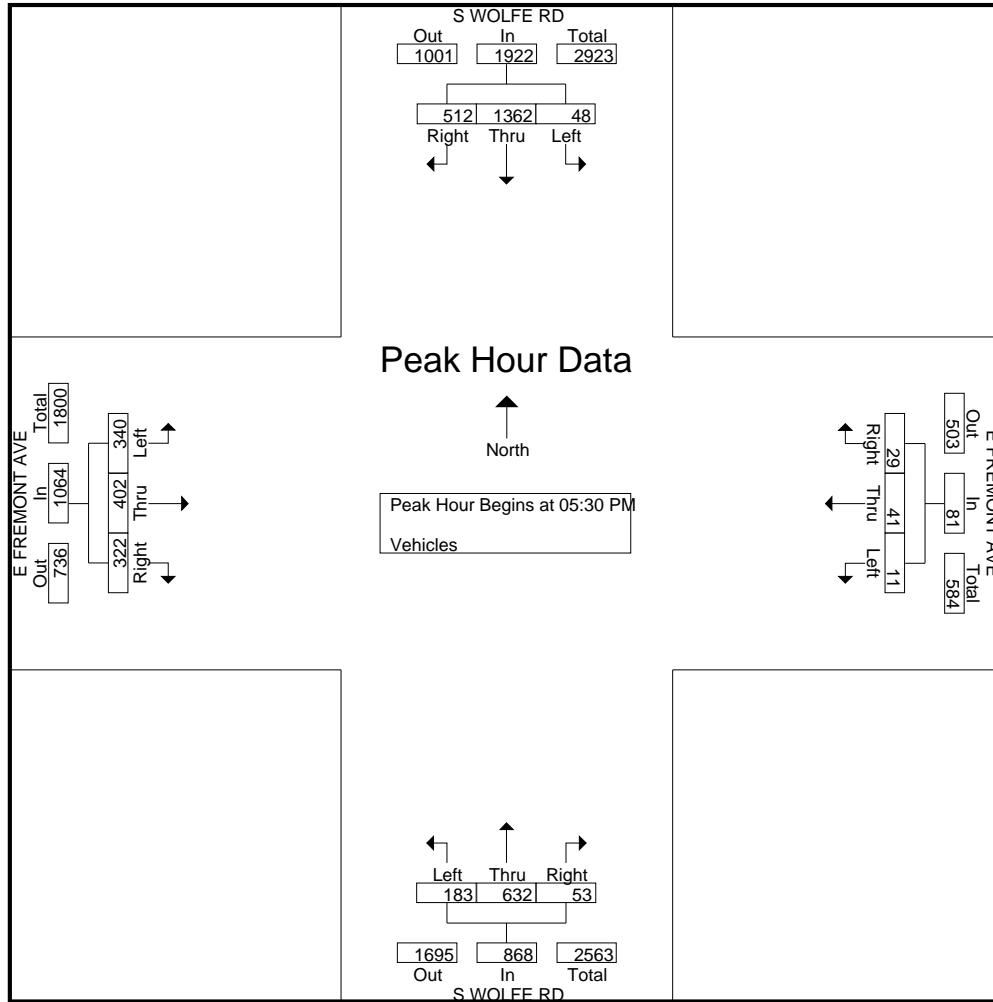 S WOLFE RD
Out In Total
1001 1922 2923
512 1362 48
Right Thru Left
Peak Hour Data
North
Peak Hour Begins at 05:30 PM
Vehicles
E FREMONT AVE
Total In Out
1800 1064 736
340 402 322
Left Thru Right
E FREMONT AVE
Out In Total
503 81 584
29 41 11
Right Thru Left
Left Thru Right
183 632 53
1695 868 2563
Out In Total
S WOLFE RD